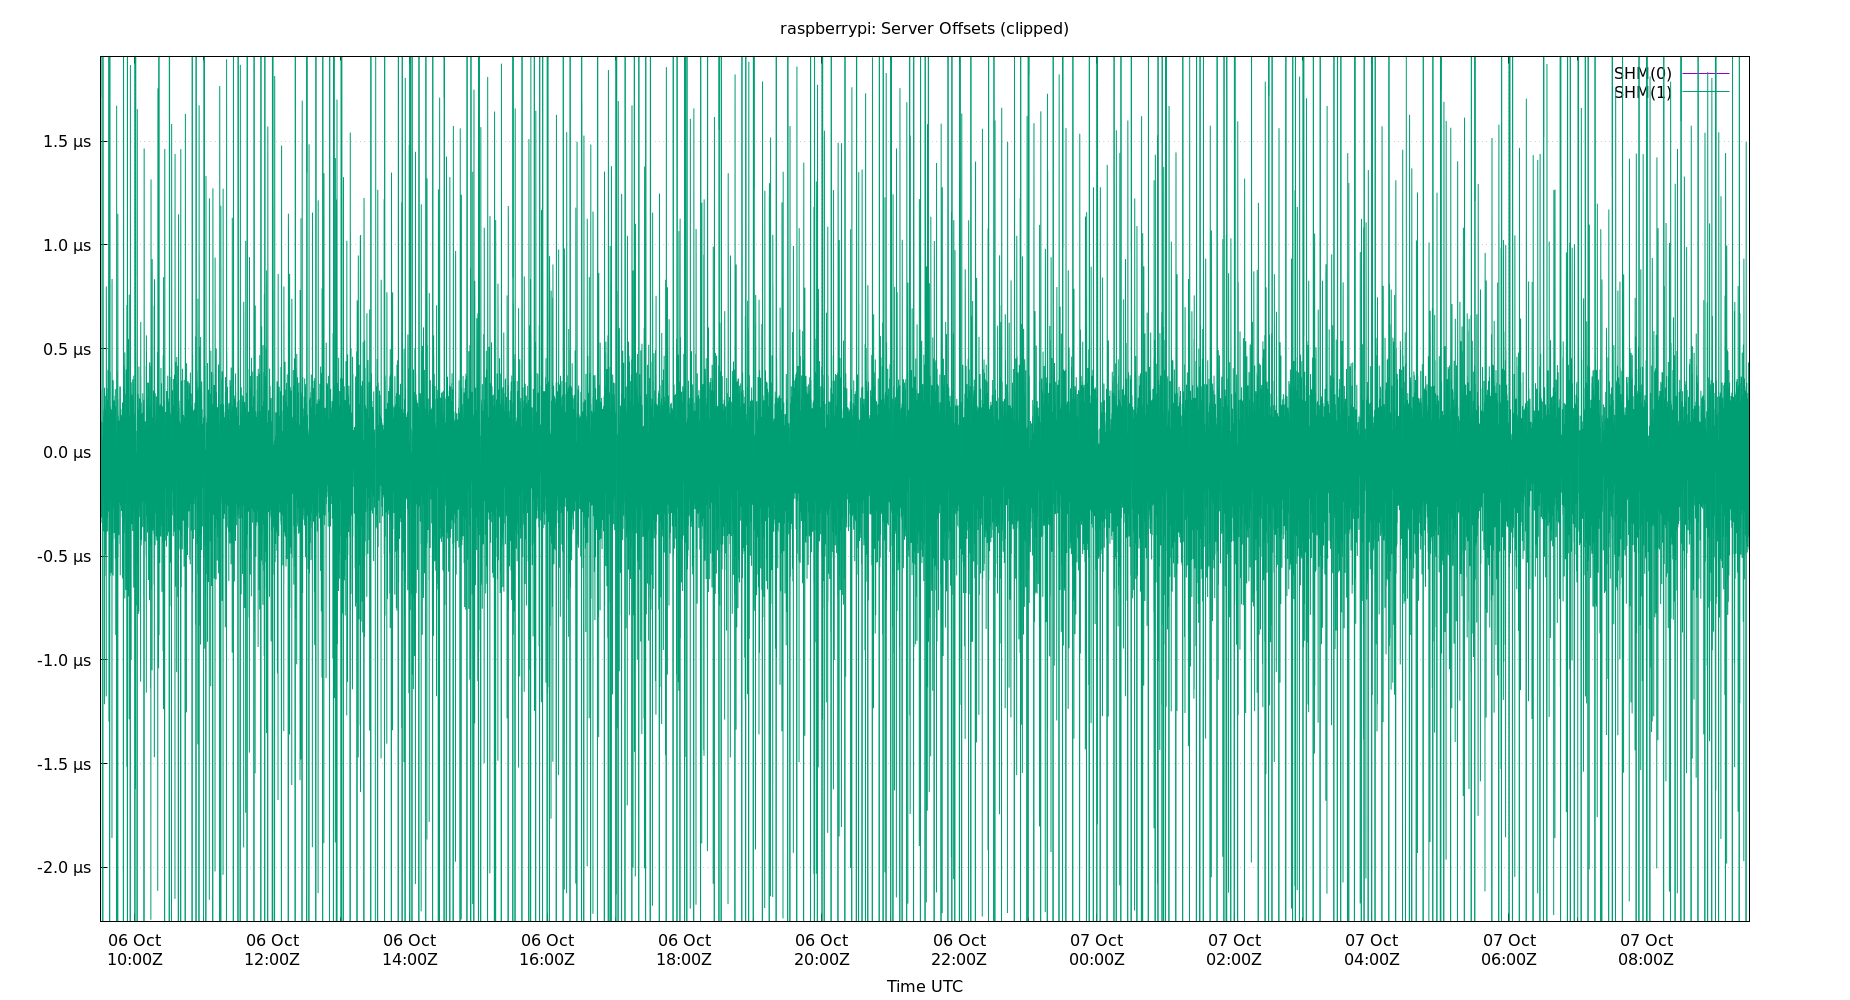 raspberrypi: Server Offsets (clipped)
SHM(0)
SHM(1)
1.5 µs
1.0 µs
0.5 µs
0.0 µs
-0.5 µs
-1.0 µs
-1.5 µs
-2.0 µs
06 Oct 06 Oct 06 Oct 06 Oct 06 Oct 06 Oct 06 Oct 07 Oct 07 Oct 07 Oct 07 Oct 07 Oct
10:00Z 12:00Z 14:00Z 16:00Z 18:00Z 20:00Z 22:00Z 00:00Z 02:00Z 04:00Z 06:00Z 08:00Z
Time UTC